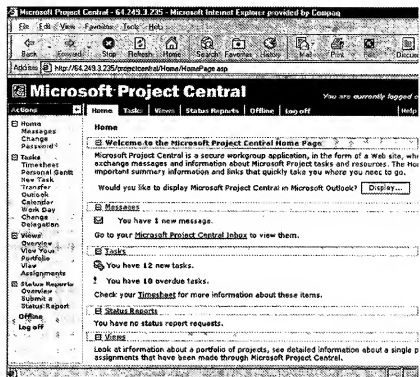 Microsoft Project Central - 64.249.3.235 - Microsoft Internet Explorer provided by Compaq
File Edit View Favorites Tools Help
Back Forward Stop Refresh Home Search Favorites History Mail Print
Address http://64.249.3.235/projectcentral/Home/HomePage.asp
Microsoft Project Central
You are currently logged
Actions Home Tasks Views Status Reports Offline Log off Help
Home
Messages
Change
Password
Tasks
Timesheet
Personal Gantt
New Task
Transfer
Outlook
Calendar
Work Day
Change
Delegation
Views
Overview
View Your
Portfolio
View
Assignments
Status Reports
Overview
Submit a
Status Report
Offline
Log off
Home
Welcome to the Microsoft Project Central Home Page
Microsoft Project Central is a secure workgroup application, in the form of a Web site, whe
exchange messages and information about Microsoft Project tasks and resources. The Hom
important summary information and links that quickly take you where you need to go.
Would you like to display Microsoft Project Central in Microsoft Outlook? Display...
Messages
You have 1 new message.
Go to your Microsoft Project Central Inbox to view them.
Tasks
You have 12 new tasks.
! You have 10 overdue tasks.
Check your Timesheet for more information about these items.
Status Reports
You have no status report requests.
Views
Look at information about a portfolio of projects, see detailed information about a single p
assignments that have been made through Microsoft Project Central.